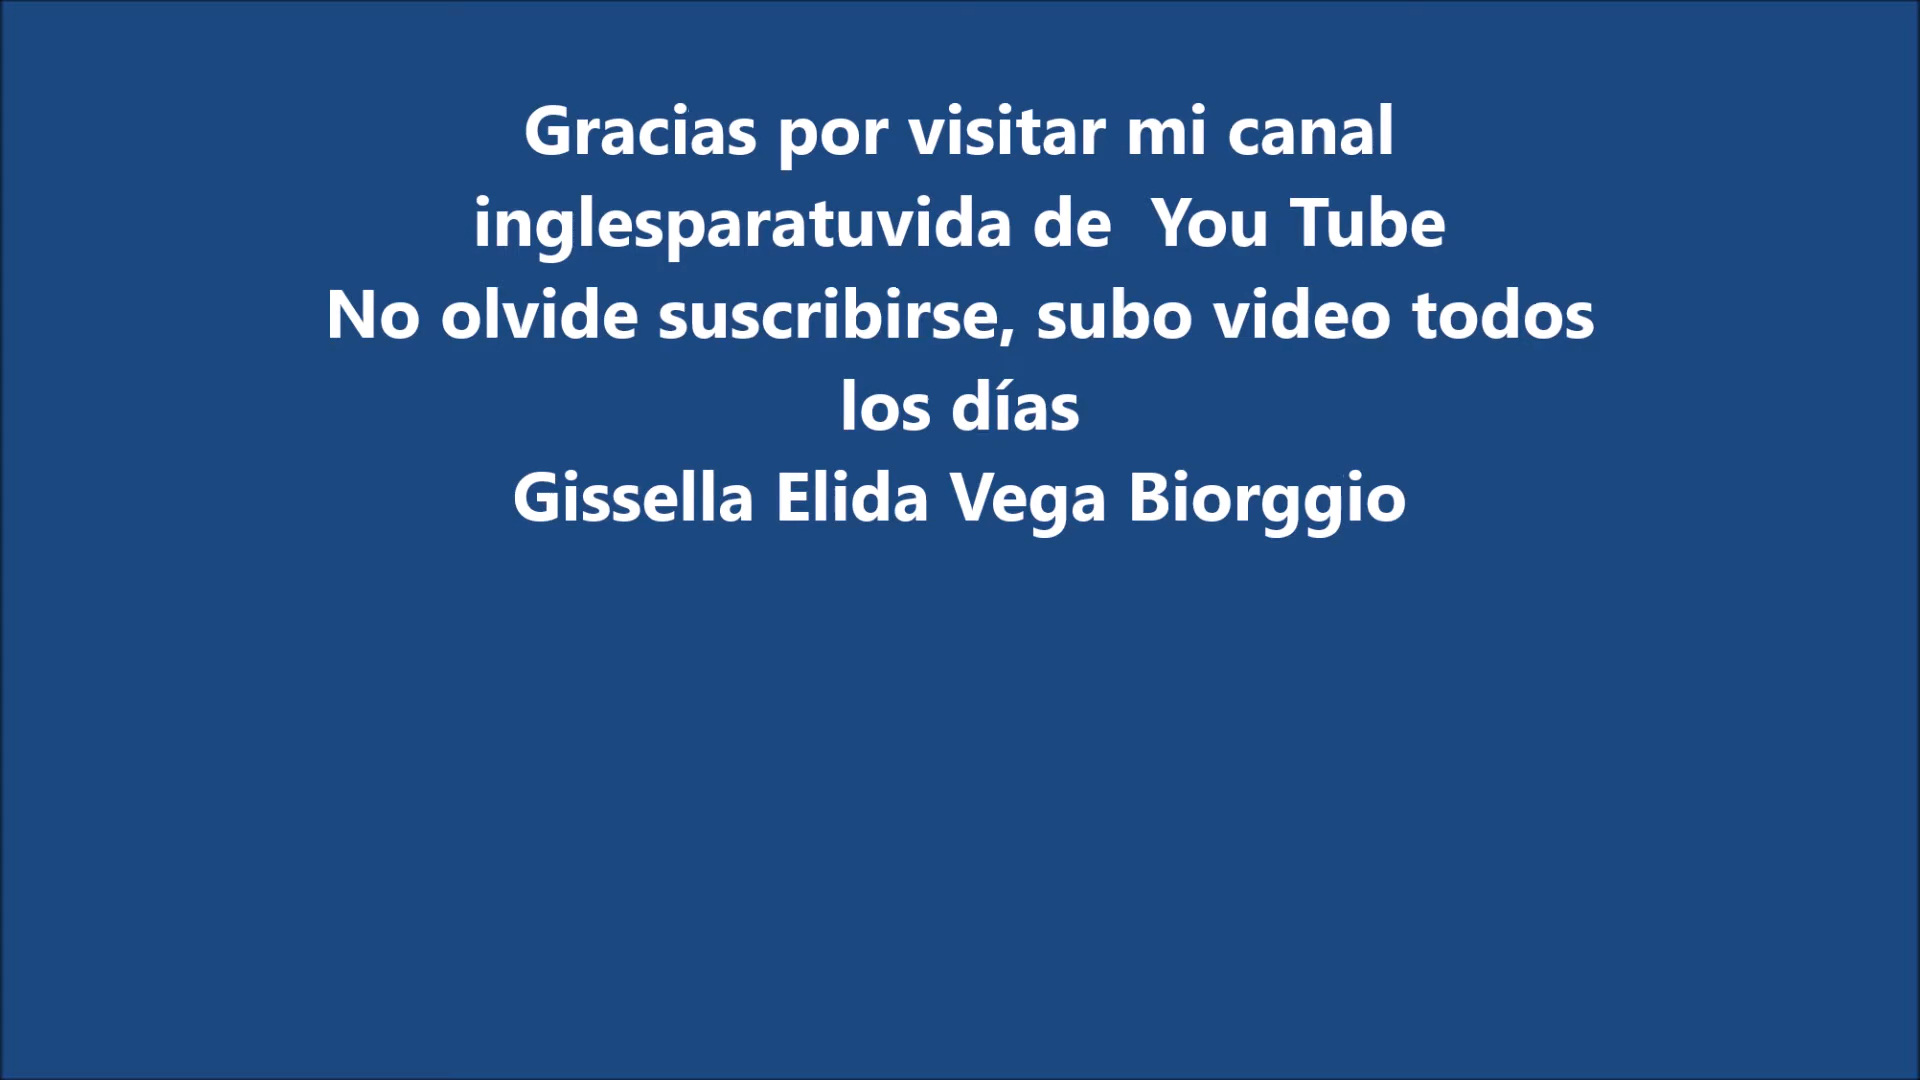 Gracias por visitar mi canal
inglesparatuvida de  You Tube
No olvide suscribirse, subo video todos
los días
Gissella Elida Vega Biorggio